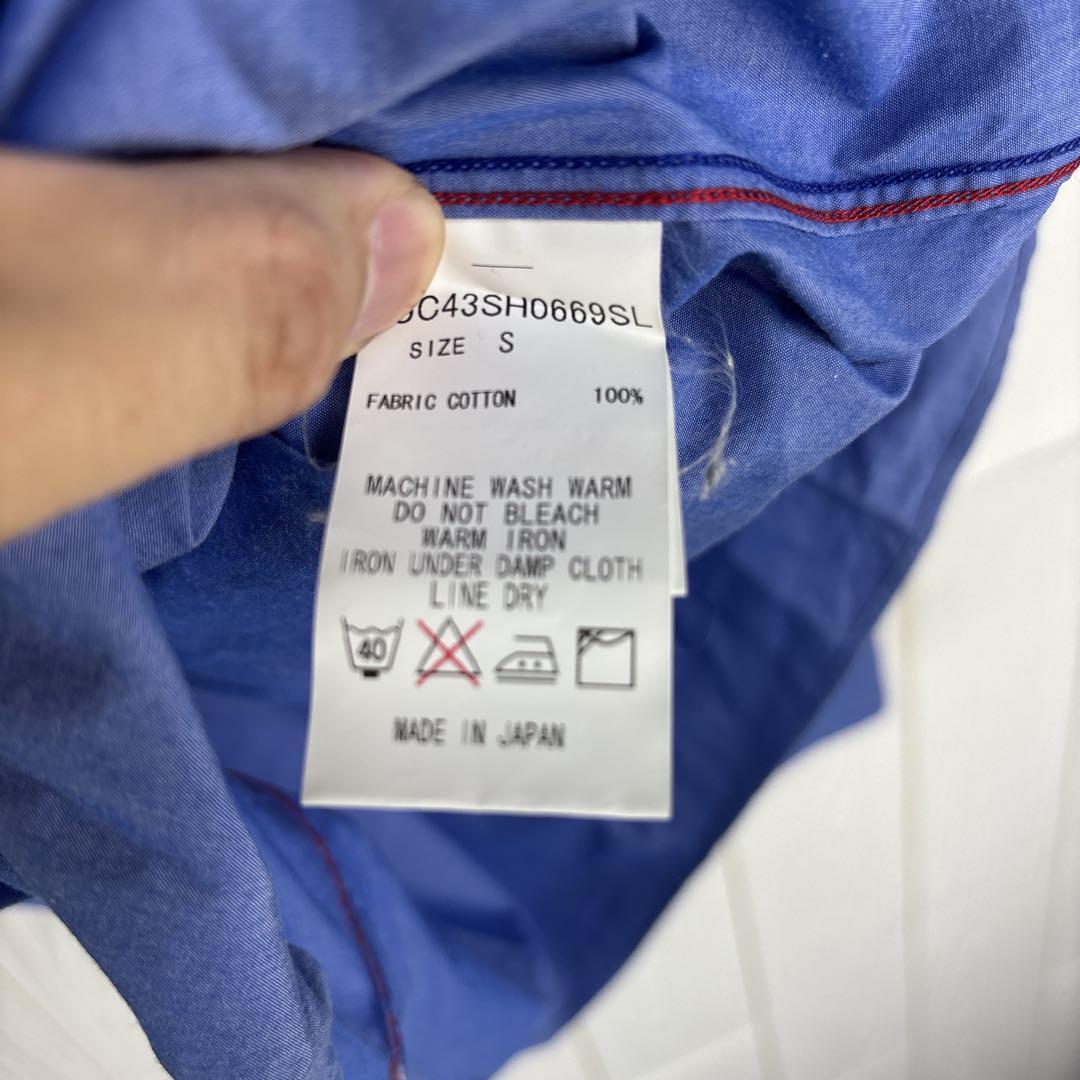 C43SH0669SL
SIZE S
FABRIC COTTON 100%
MACHINE WASH WARM
DO NOT BLEACH
WARM IRON
IRON UNDER DAMP CLOTH
LINE DRY
40
MADE IN JAPAN